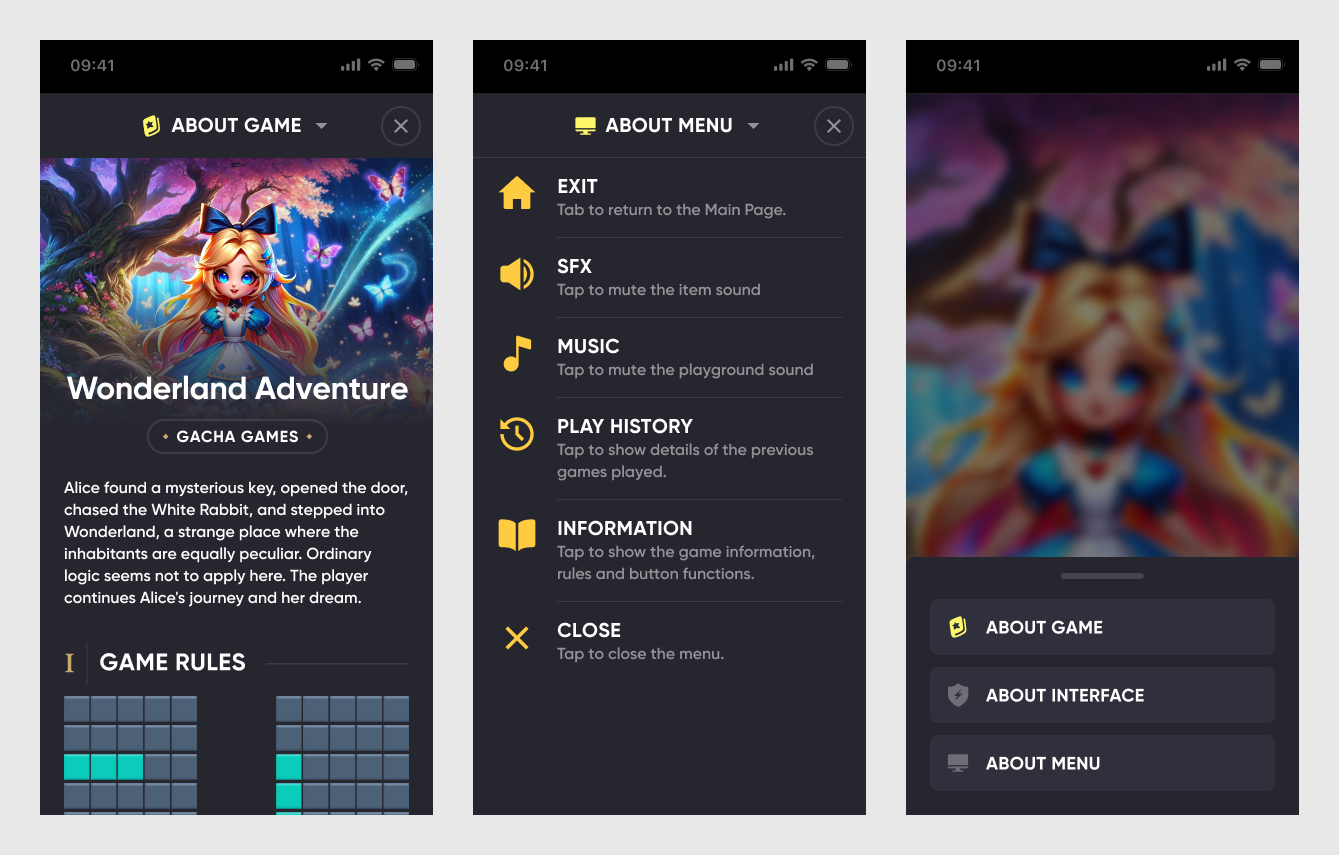 09:41
ABOUT GAME
Wonderland Adventure
GACHA GAMES
Alice found a mysterious key, opened the door,
chased the White Rabbit, and stepped into
Wonderland, a strange place where the
inhabitants are equally peculiar. Ordinary
logic seems not to apply here. The player
continues Alice's journey and her dream.
I
GAME RULES
09:41
ABOUT MENU
EXIT
Tab to return to the Main Page.
SFX
Tap to mute the item sound
MUSIC
Tap to mute the playground sound
PLAY HISTORY
Tap to show details of the previous
games played.
INFORMATION
Tap to show the game information,
rules and button functions.
CLOSE
Tap to close the menu.
09:41
ABOUT GAME
ABOUT INTERFACE
ABOUT MENU